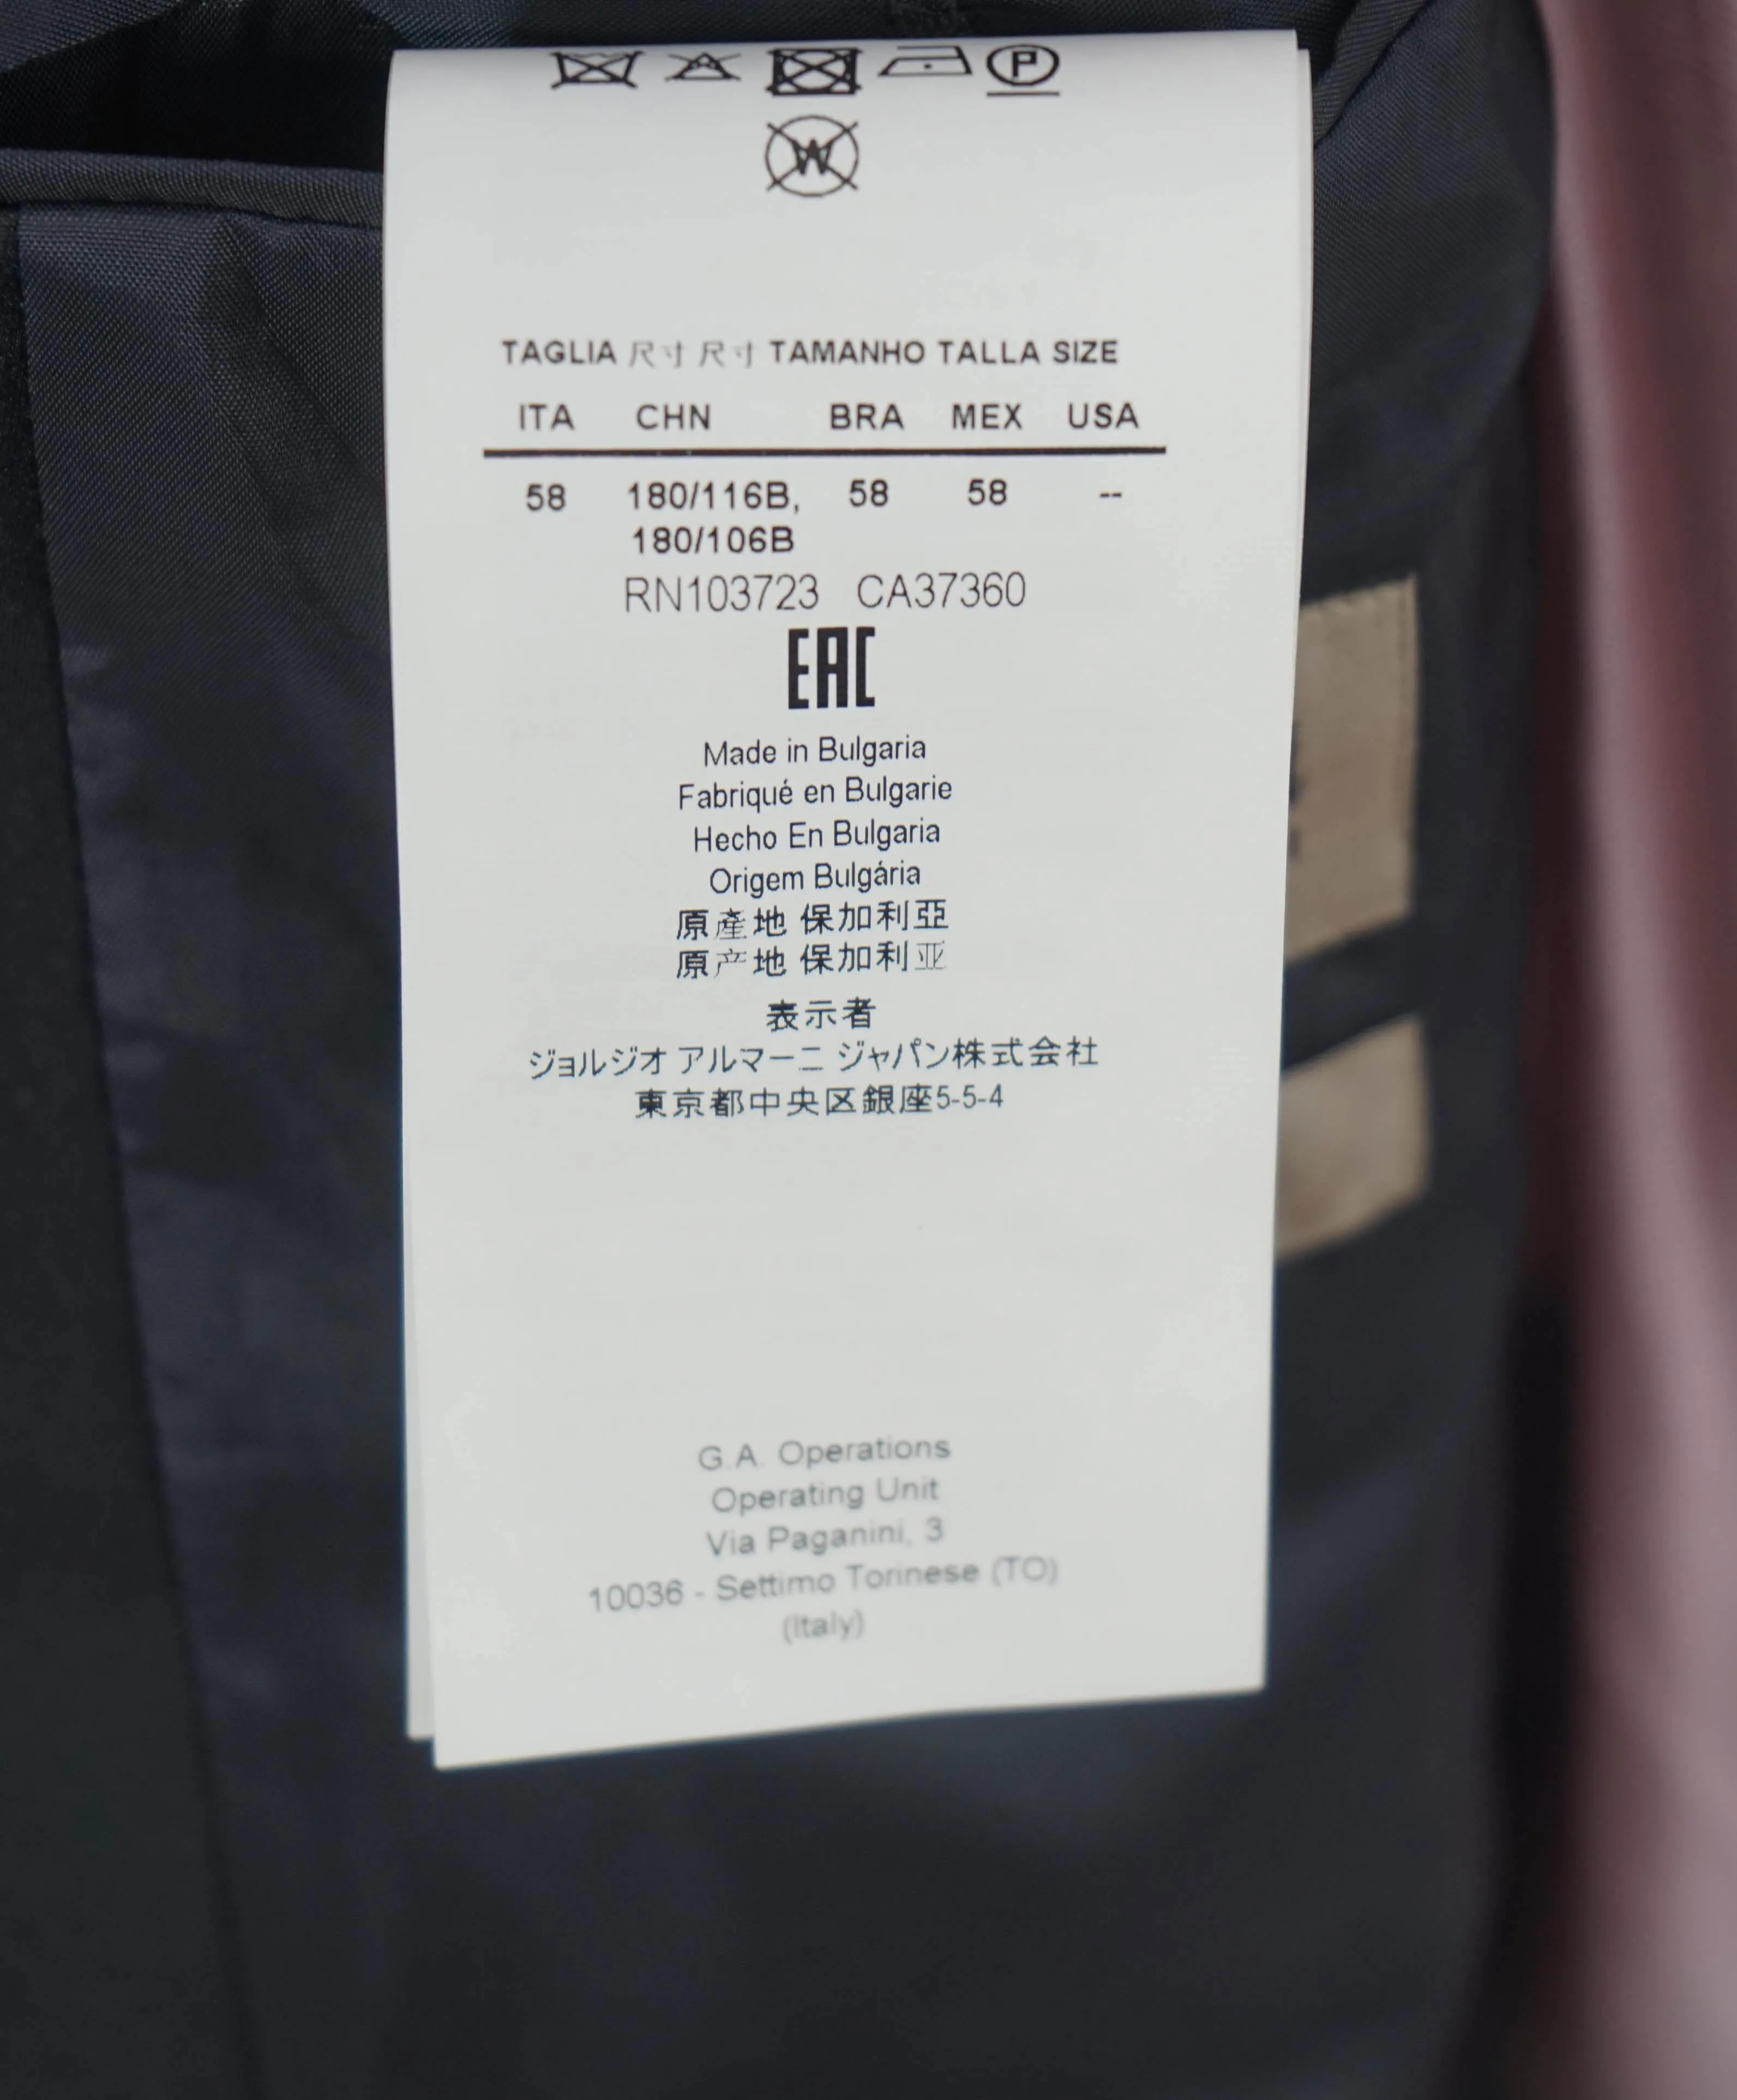 P
W
TAGLIA 尺寸 尺寸 TAMANHO TALLA SIZE
ITA CHN BRA MEX USA
58 180/116B, 58 58 --
180/106B
RN103723 CA37360
EAC
Made in Bulgaria
Fabriqué en Bulgarie
Hecho En Bulgaria
Origem Bulgária
原產地 保加利亞
原产地 保加利亚
表示者
ジョルジオ アルマーニ ジャパン株式会社
東京都中央区銀座5-5-4
G.A. Operations
Operating Unit
Via Paganini, 3
10036 - Settimo Torinese (TO)
(Italy)